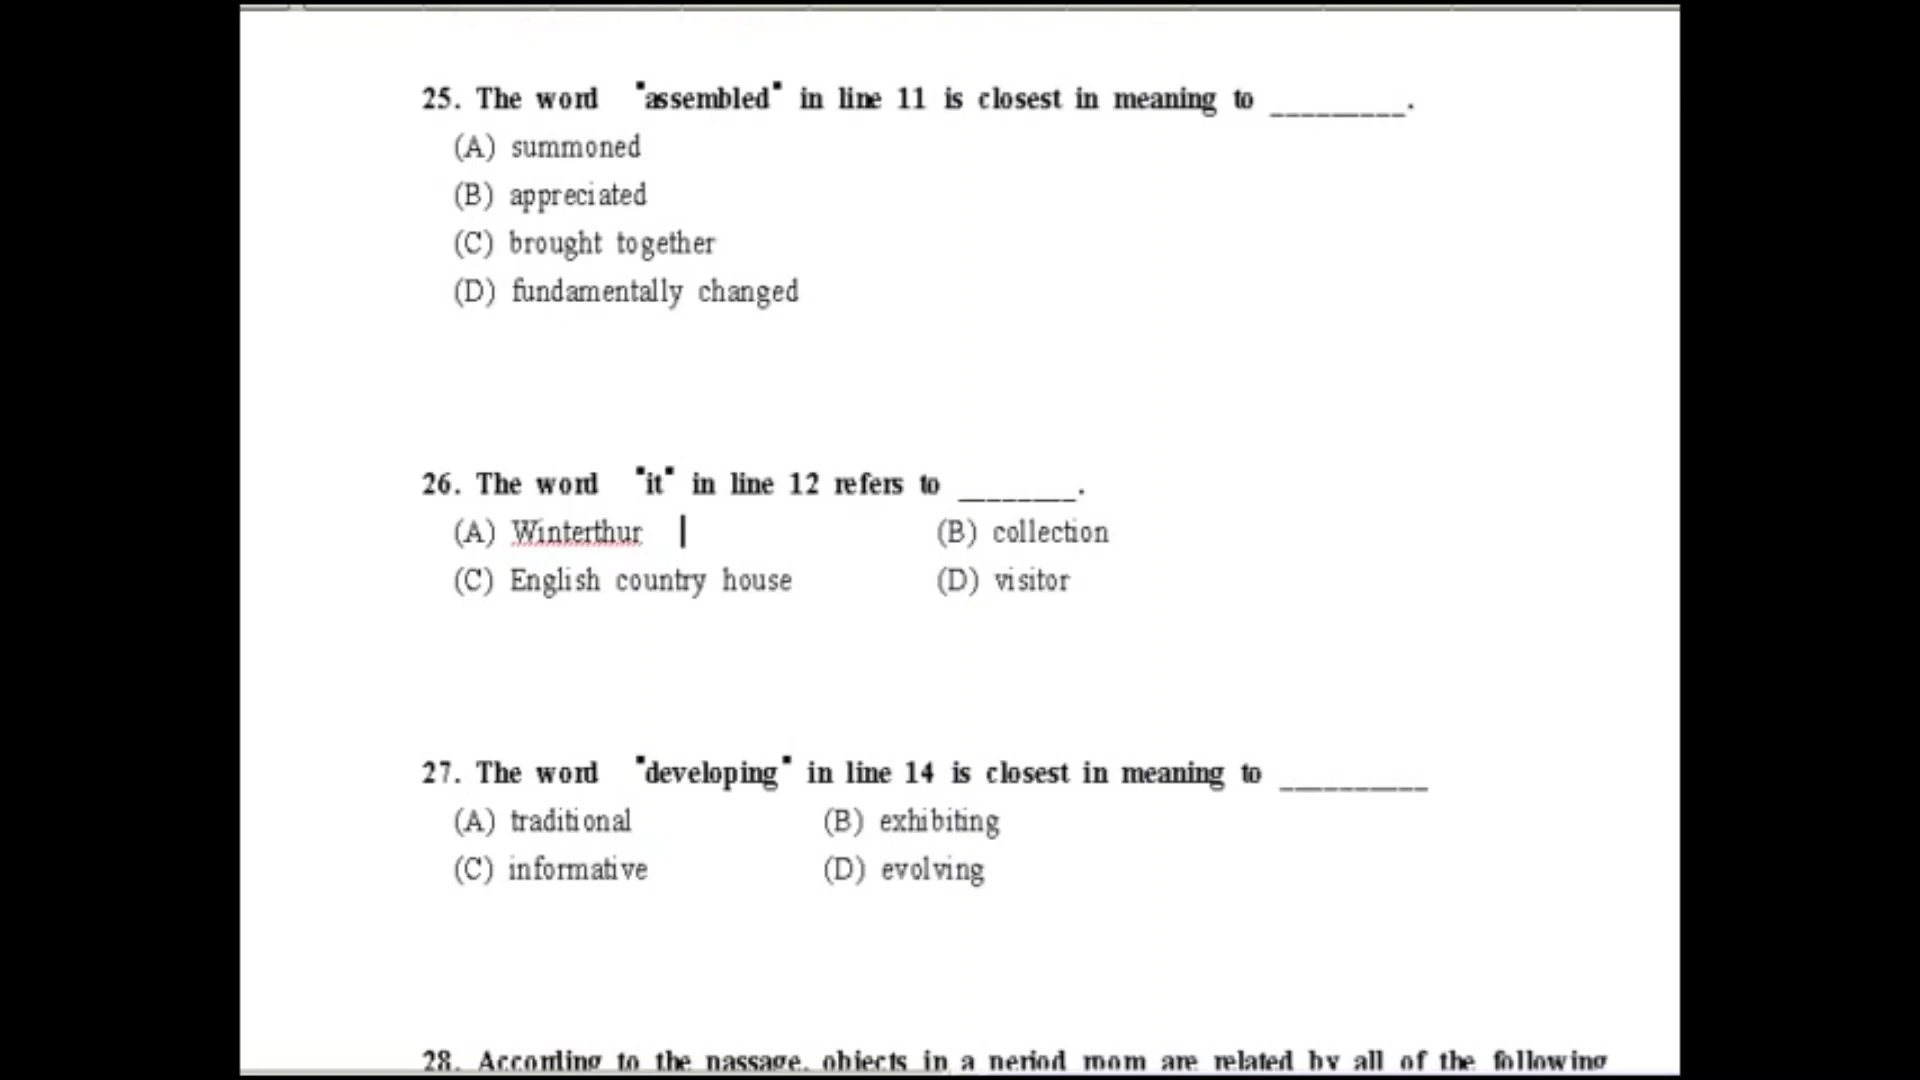 25. The word "assembled" in line 11 is closest in meaning to _________.
(A) summoned
(B) appreciated
(C) brought together
(D) fundamentally changed
26. The word "it" in line 12 refers to ________.
(A) Winterthur (B) collection
(C) English country house (D) visitor
27. The word "developing" in line 14 is closest in meaning to __________
(A) traditional (B) exhibiting
(C) informative (D) evolving
28. According to the passage, objects in a period room are related by all of the following